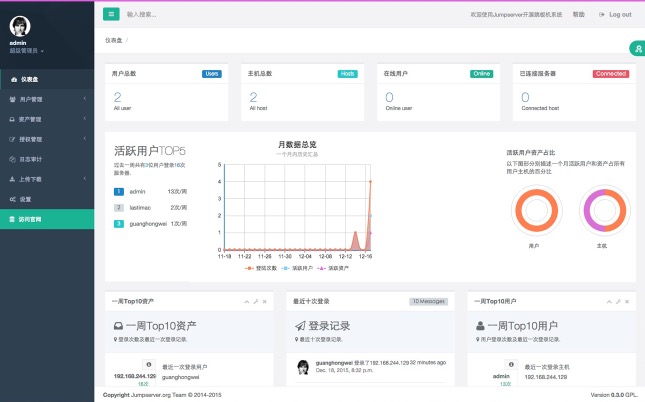 输入搜索...
欢迎使用Jumpserver开源跳板机系统
帮助
Log out
admin
超级管理员
仪表盘
用户管理
资产管理
授权管理
日志审计
上传下载
设置
访问官网
仪表盘 /
用户总数 Users
2
All user
主机总数 Hosts
2
All host
在线用户 Online
0
Online user
已连接服务器 Connected
0
Connected host
活跃用户TOP5
过去一周共有3位用户登录16次
服务器.
1 admin 13次/周
2 lastimac 2次/周
3 guanghongwei 1次/周
月数据总览
一个月内历史汇总
5
4
3
2
1
0
11-18 11-22 11-26 11-30 12-04 12-08 12-12 12-16
登陆次数 活跃用户 活跃资产
活跃用户资产占比
以下图形分别描述一个月活跃用户和资产占所有
用户主机的百分比
用户
主机
一周Top10资产
一周Top10资产
登录次数及最近一次登录记录.
192.168.244.129
16次
最近一次登录用户
guanghongwei
最近十次登录 10 Messages
登录记录
最近十次登录.
guanghongwei 登录了192.168.244.129 32 minutes ago
Dec. 18, 2015, 8:32 p.m.
一周Top10用户
一周Top10用户
用户登录次数及最近一次登录记录.
admin
13次
最近一次登录主机
192.168.244.129
Copyright Jumpserver.org Team © 2014-2015
Version 0.3.0 GPL.